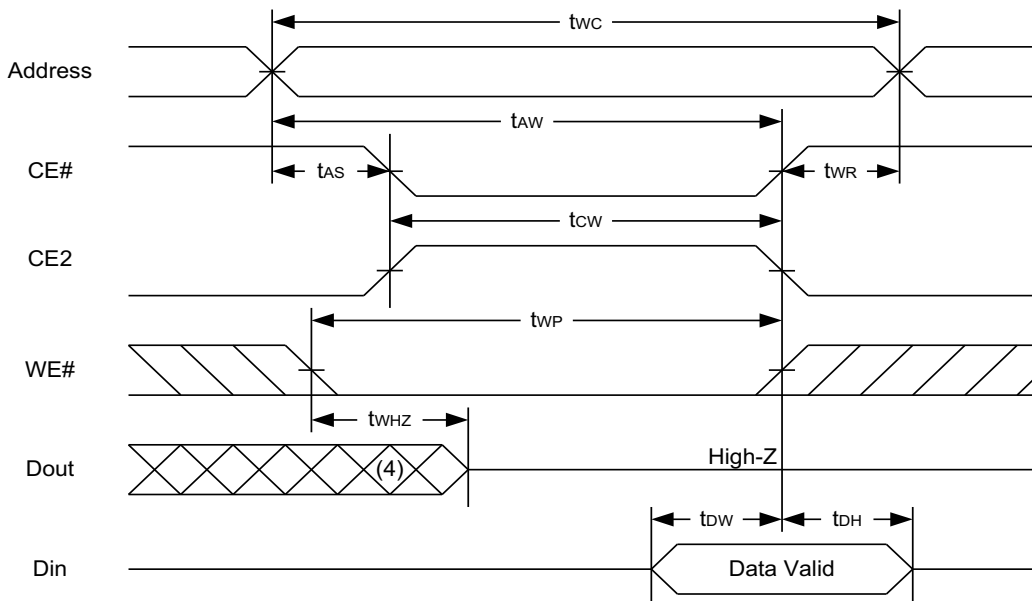 tWC
Address
tAW
CE#
tAS
tWR
tCW
CE2
tWP
WE#
tWHZ
Dout
(4)
High-Z
tDW
tDH
Din
Data Valid